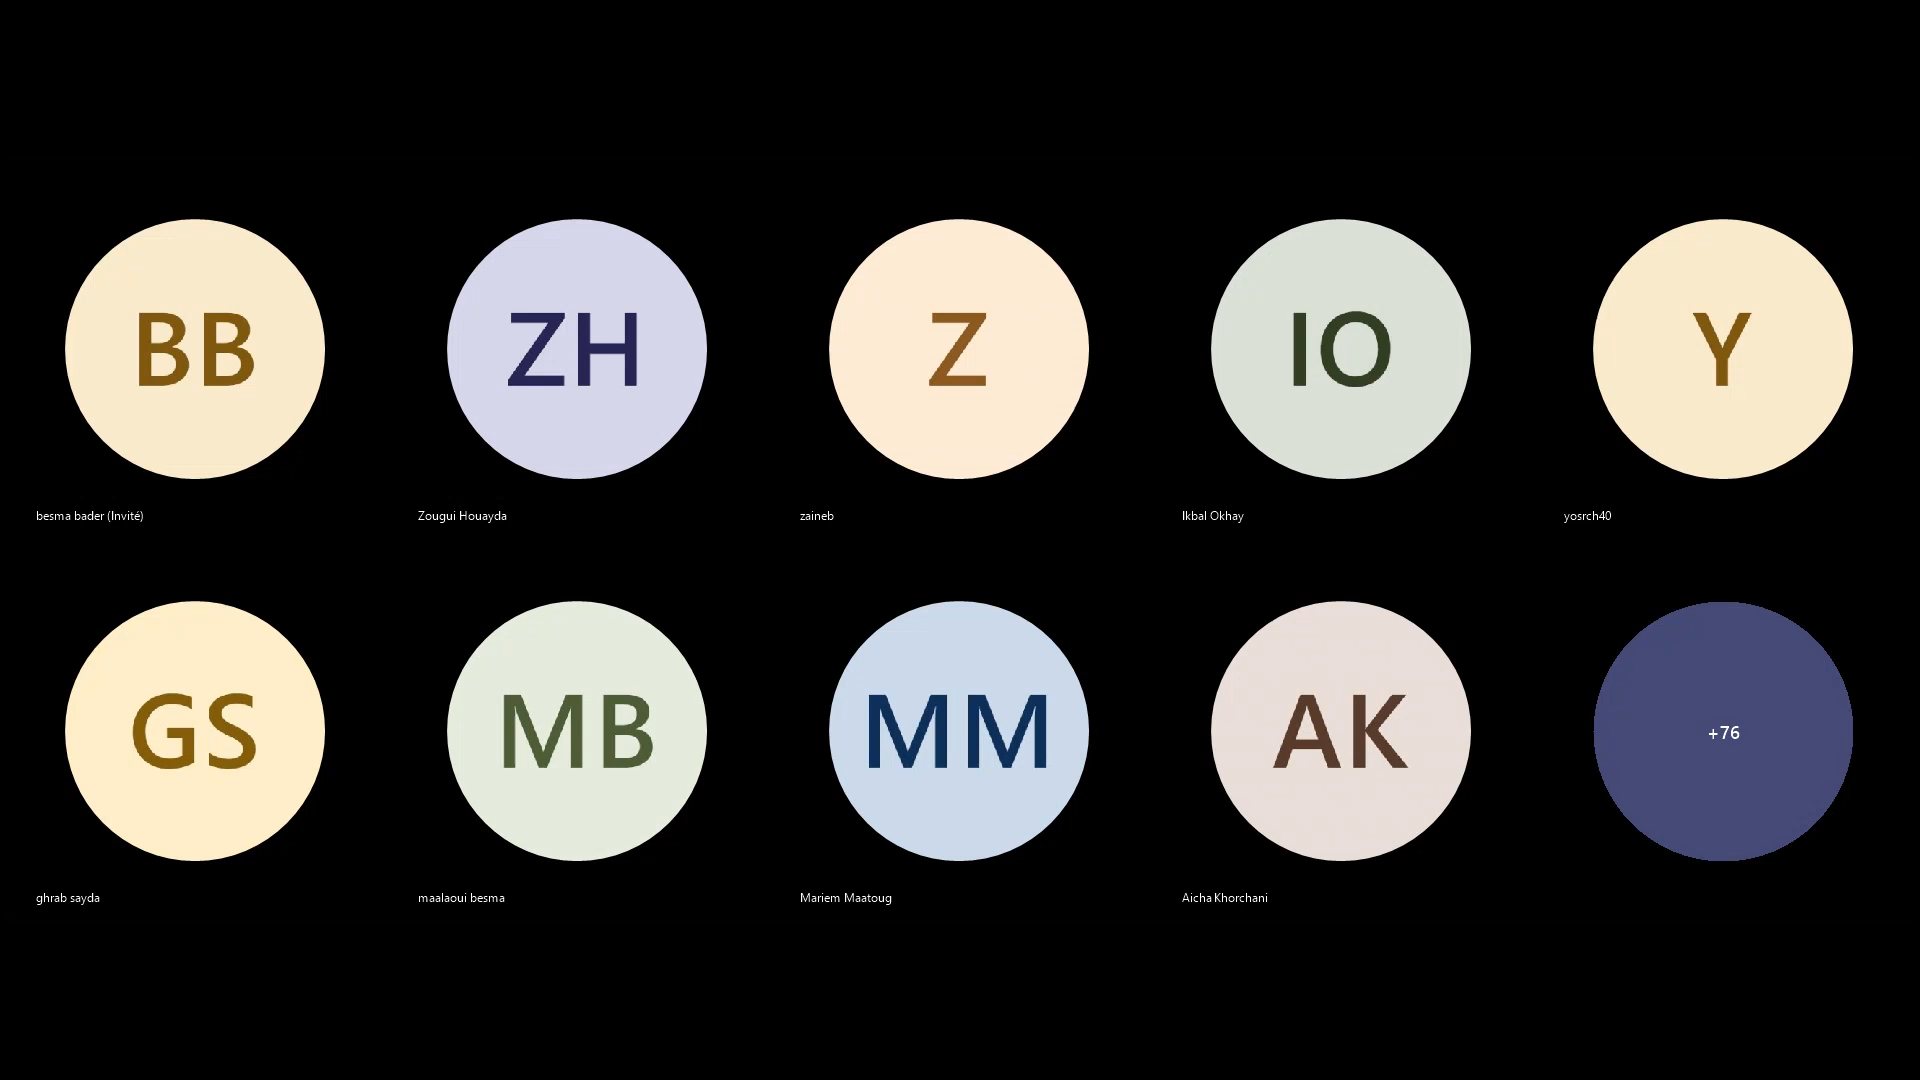 BB
ZH
Z
IO
Y
besma bader (Invité)
Zougui Houayda
zaineb
Ikbal Okhay
yosrch40
GS
MB
MM
AK
+76
ghrab sayda
maalaoui besma
Mariem Maatoug
Aicha Khorchani